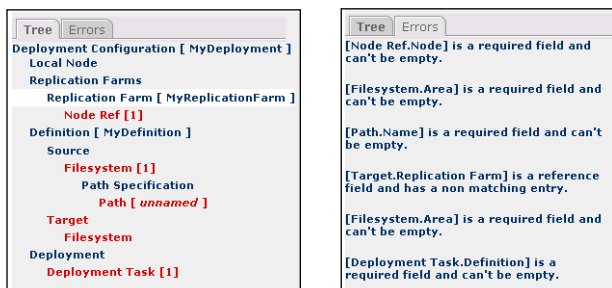 Tree Errors
Deployment Configuration [ MyDeployment ]
Local Node
Replication Farms
Replication Farm [ MyReplicationFarm ]
Node Ref [1]
Definition [ MyDefinition ]
Source
Filesystem [1]
Path Specification
Path [ unnamed ]
Target
Filesystem
Deployment
Deployment Task [1]
Tree Errors
[Node Ref.Node] is a required field and
can't be empty.
[Filesystem.Area] is a required field and
can't be empty.
[Path.Name] is a required field and can't
be empty.
[Target.Replication Farm] is a reference
field and has a non matching entry.
[Filesystem.Area] is a required field and
can't be empty.
[Deployment Task.Definition] is a
required field and can't be empty.